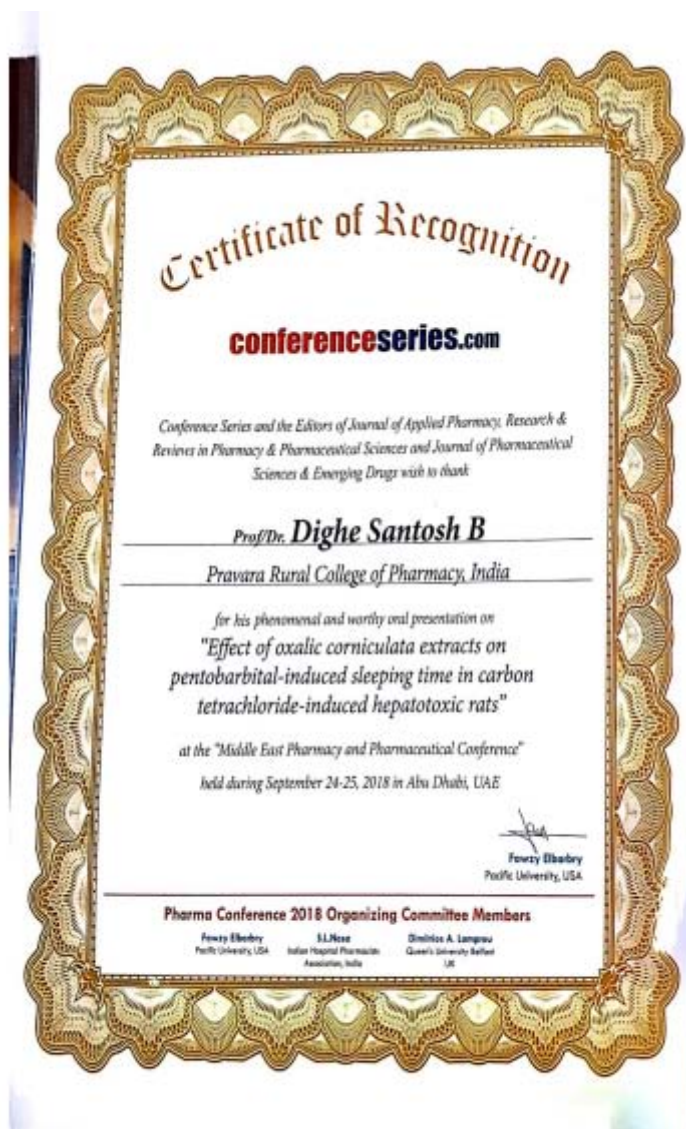 Certificate of Recognition
conferenceseries.com
Conference Series and the Editors of Journal of Applied Pharmacy, Research &
Reviews in Pharmacy & Pharmaceutical Sciences and Journal of Pharmaceutical
Sciences & Emerging Drugs wish to thank
Prof/Dr. Dighe Santosh B
Pravara Rural College of Pharmacy, India
for his phenomenal and worthy oral presentation on
"Effect of oxalic corniculata extracts on
pentobarbital-induced sleeping time in carbon
tetrachloride-induced hepatotoxic rats"
at the "Middle East Pharmacy and Pharmaceutical Conference"
held during September 24-25, 2018 in Abu Dhabi, UAE
Fawzy Elbarbry
Pacific University, USA
Pharma Conference 2018 Organizing Committee Members
Fawzy Elbarbry S.L.Nasa Dimitrios A. Lamprou
Pacific University, USA Indian Hospital Pharmacists Queen's University Belfast
Association, India UK